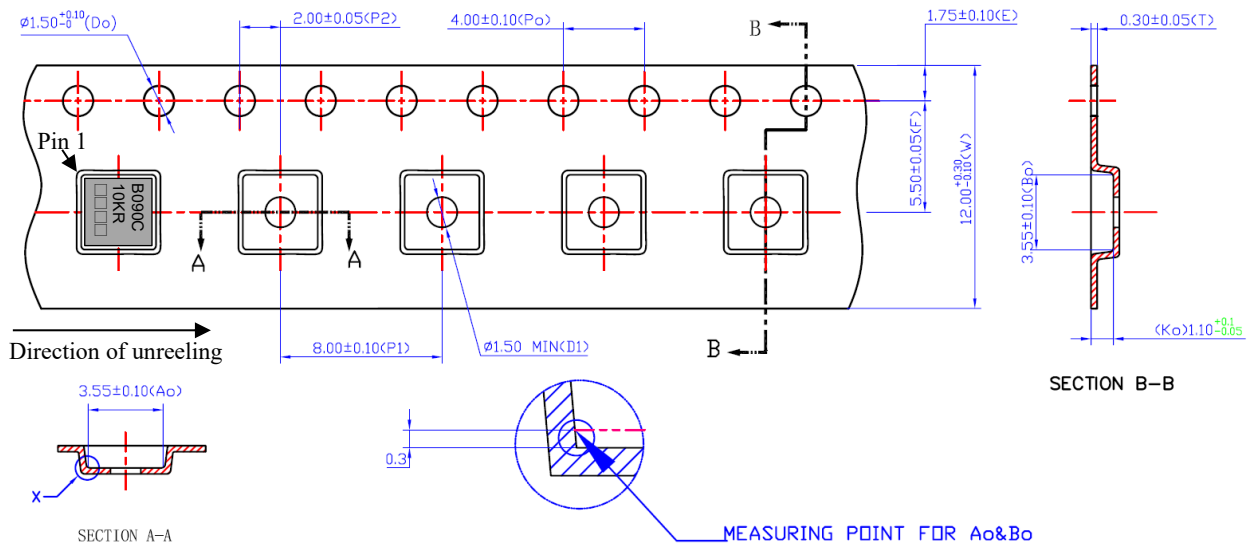 ⌀1.50 +0.10 -0 (Do)
2.00±0.05(P2)
4.00±0.10(Po)
B
1.75±0.10(E)
0.30±0.05(T)
Pin 1
B090C
10KR
□□□□
A
A
5.50±0.05(F)
12.00 +0.30 -0.10 (W)
3.55±0.10(Bo)
Direction of unreeling
8.00±0.10(P1)
⌀1.50 MIN(D1)
B
(Ko)1.10 +0.1 -0.05
SECTION B-B
3.55±0.10(Ao)
X
SECTION A-A
0.3
MEASURING POINT FOR Ao&Bo